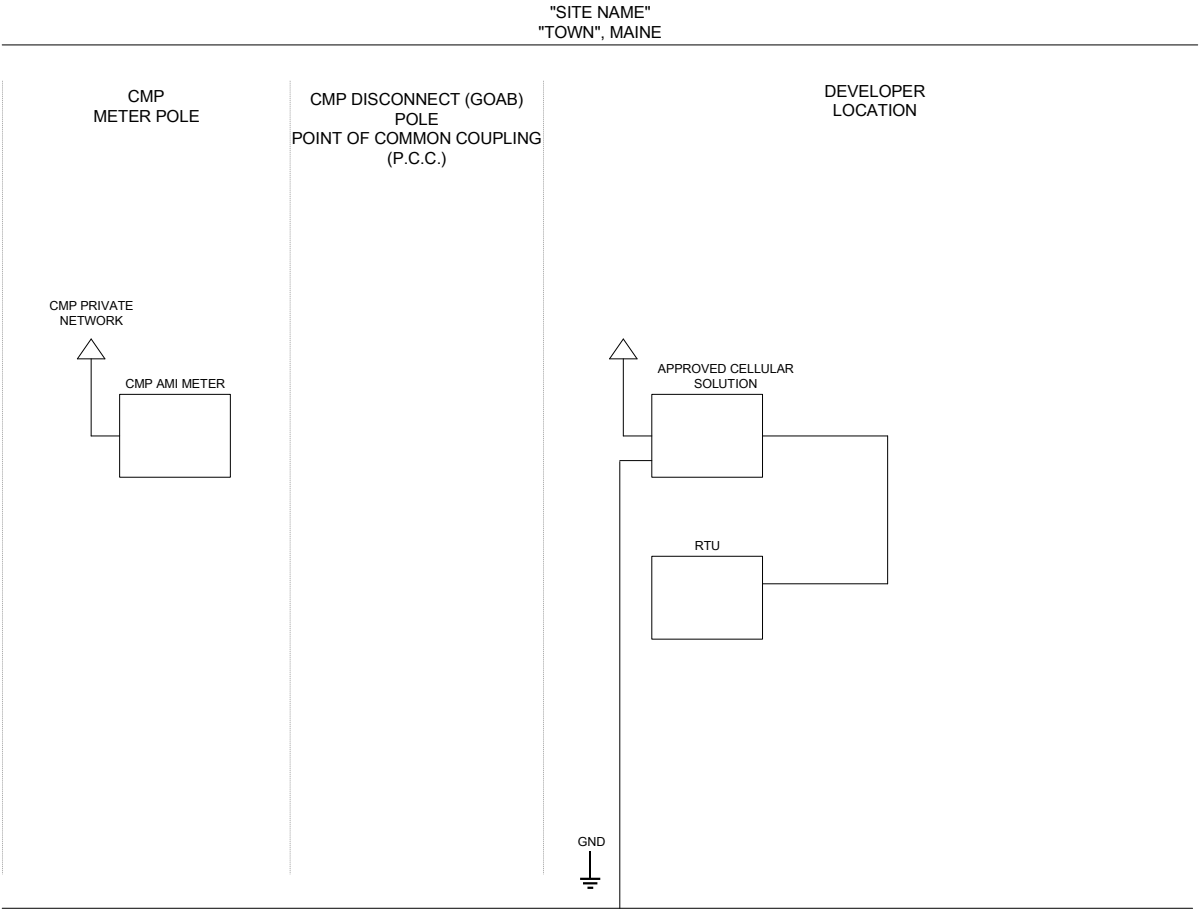 "SITE NAME"
"TOWN", MAINE
CMP
METER POLE
CMP DISCONNECT (GOAB)
POLE
POINT OF COMMON COUPLING
(P.C.C.)
DEVELOPER
LOCATION
CMP PRIVATE
NETWORK
CMP AMI METER
APPROVED CELLULAR
SOLUTION
RTU
GND